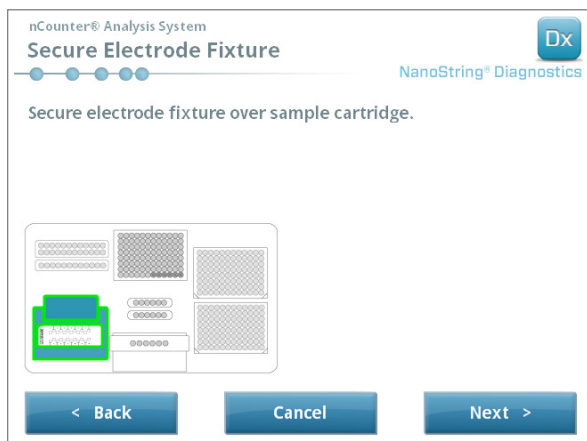 nCounter® Analysis System
Secure Electrode Fixture
Dx
NanoString® Diagnostics
Secure electrode fixture over sample cartridge.
< Back
Cancel
Next >